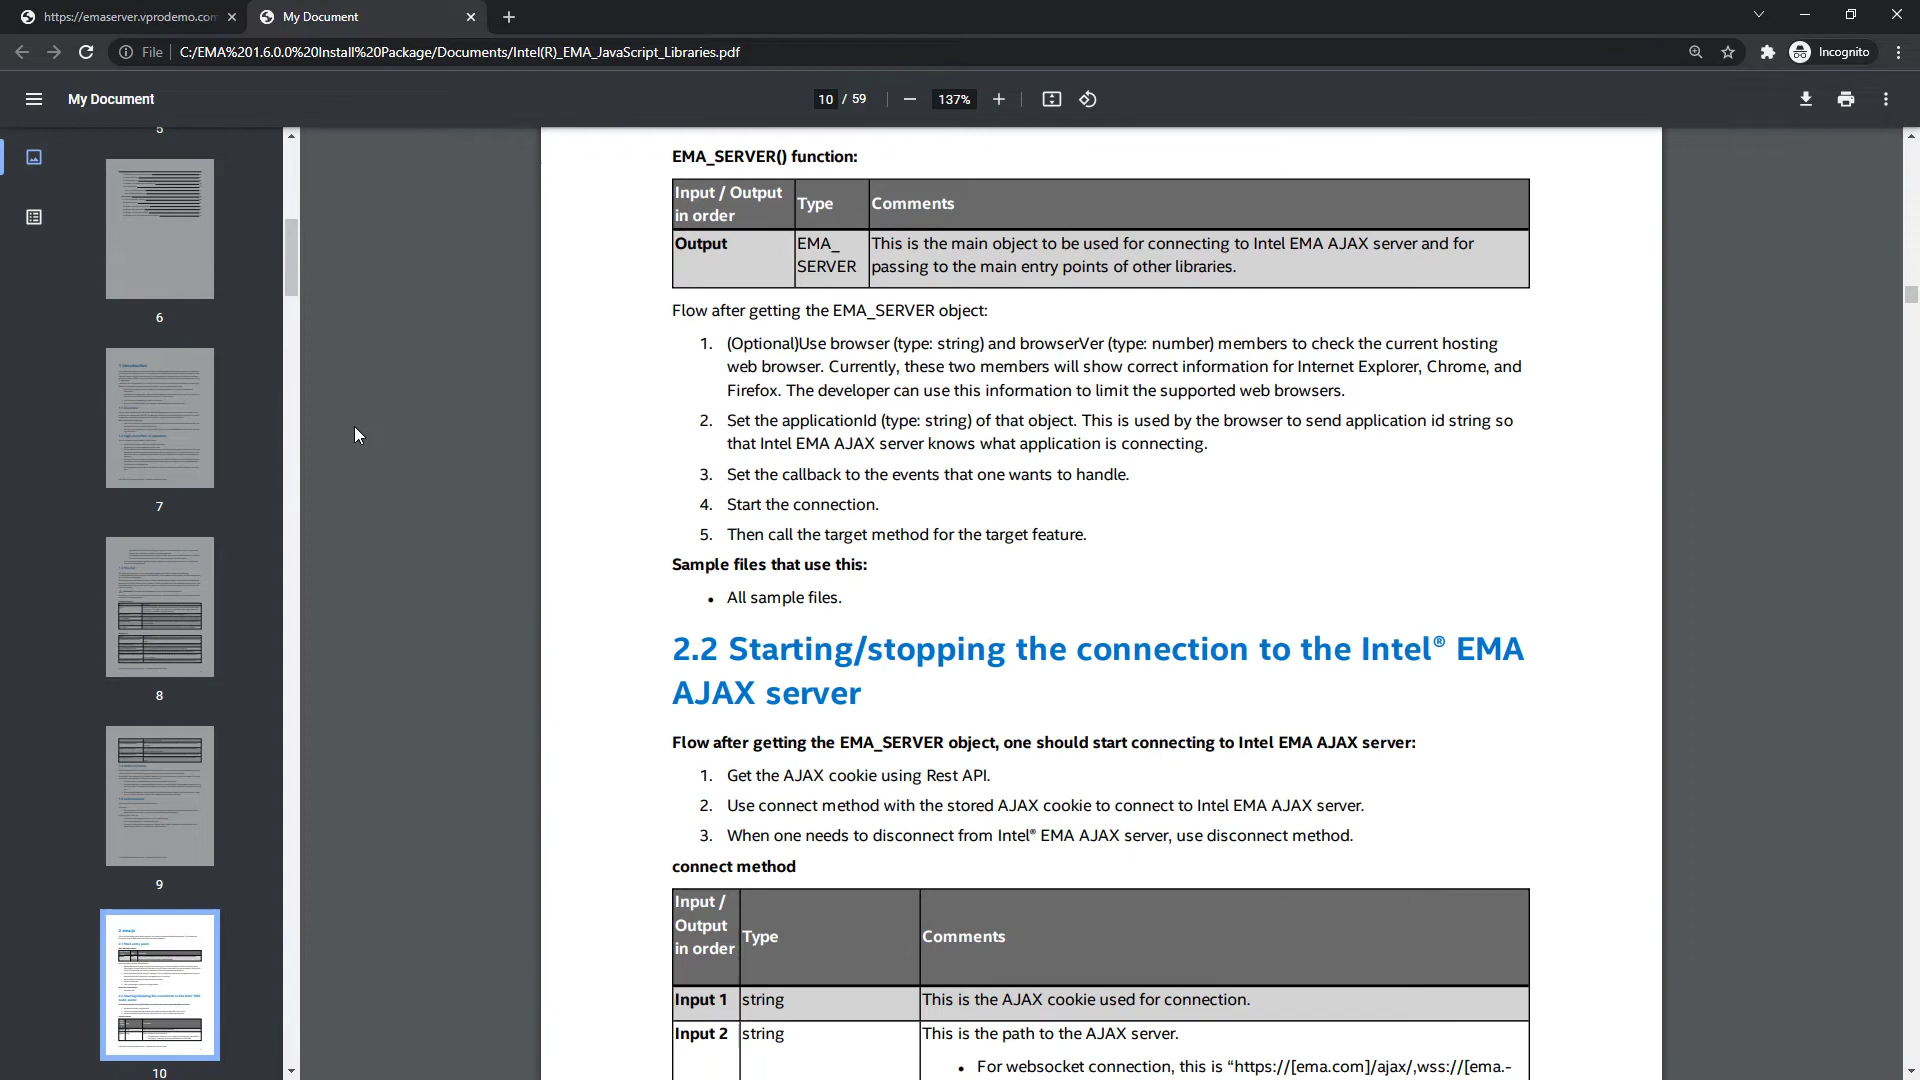 https://emaserver.vprodemo.com
My Document
File
C:/EMA%201.6.0.0%20Install%20Package/Documents/Intel(R)_EMA_JavaScript_Libraries.pdf
Incognito
My Document
10 / 59
137%
5
6
7
8
9
10
EMA_SERVER() function:
Input / Output
in order
Type
Comments
Output
EMA_
SERVER
This is the main object to be used for connecting to Intel EMA AJAX server and for
passing to the main entry points of other libraries.
Flow after getting the EMA_SERVER object:
1. (Optional)Use browser (type: string) and browserVer (type: number) members to check the current hosting
web browser. Currently, these two members will show correct information for Internet Explorer, Chrome, and
Firefox. The developer can use this information to limit the supported web browsers.
2. Set the applicationId (type: string) of that object. This is used by the browser to send application id string so
that Intel EMA AJAX server knows what application is connecting.
3. Set the callback to the events that one wants to handle.
4. Start the connection.
5. Then call the target method for the target feature.
Sample files that use this:
• All sample files.
2.2 Starting/stopping the connection to the Intel® EMA
AJAX server
Flow after getting the EMA_SERVER object, one should start connecting to Intel EMA AJAX server:
1. Get the AJAX cookie using Rest API.
2. Use connect method with the stored AJAX cookie to connect to Intel EMA AJAX server.
3. When one needs to disconnect from Intel® EMA AJAX server, use disconnect method.
connect method
Input /
Output
in order
Type
Comments
Input 1
string
This is the AJAX cookie used for connection.
Input 2
string
This is the path to the AJAX server.
• For websocket connection, this is “https://[ema.com]/ajax/,wss://[ema.-